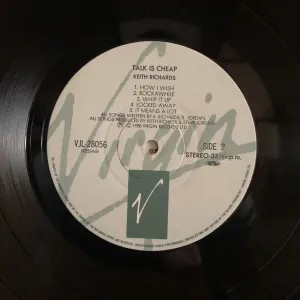 TALK IS CHEAP
KEITH RICHARDS
1. HOW I WISH
2. ROCKAWHILE
3. WHIP IT UP
4. LOCKED AWAY
5. IT MEANS A LOT
ALL SONGS WRITTEN BY K. RICHARDS/S. JORDAN.
ALL SONGS PRODUCED BY KEITH RICHARDS & STEVE JORDAN.
1988 VIRGIN RECORDS LTD
VJL-28056 SIDE 2
STEREO 33⅓r.p.m.
Virgin
V